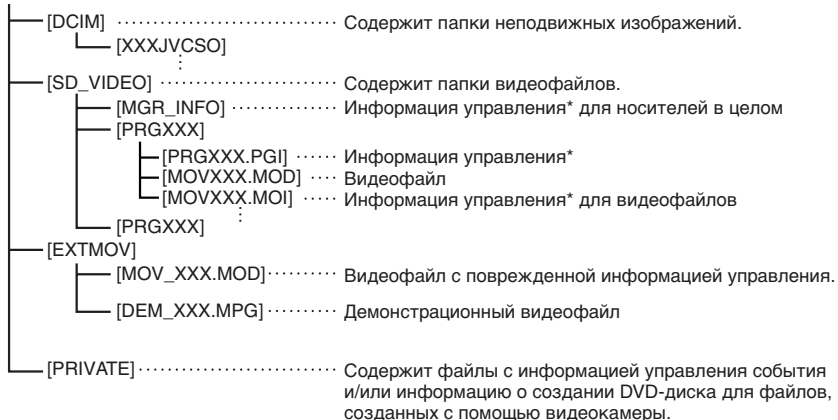 [DCIM] Содержит папки неподвижных изображений.
[XXXJVCSO]
[SD_VIDEO] Содержит папки видеофайлов.
[MGR_INFO] Информация управления* для носителей в целом
[PRGXXX]
[PRGXXX.PGI] Информация управления*
[MOVXXX.MOD] Видеофайл
[MOVXXX.MOI] Информация управления* для видеофайлов
[PRGXXX]
[EXTMOV]
[MOV_XXX.MOD] Видеофайл с поврежденной информацией управления.
[DEM_XXX.MPG] Демонстрационный видеофайл
[PRIVATE] Содержит файлы с информацией управления события
и/или информацию о создании DVD-диска для файлов,
созданных с помощью видеокамеры.